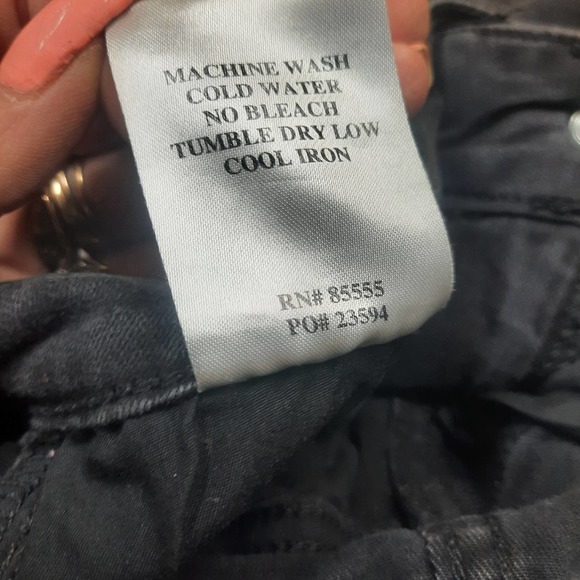 MACHINE WASH
COLD WATER
NO BLEACH
TUMBLE DRY LOW
COOL IRON
RN# 85555
PO# 23594